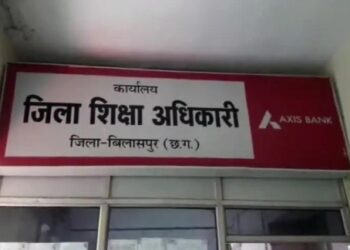 कार्यालय
जिला शिक्षा अधिकारी
जिला-बिलासपुर (छ.ग.)
AXIS BANK